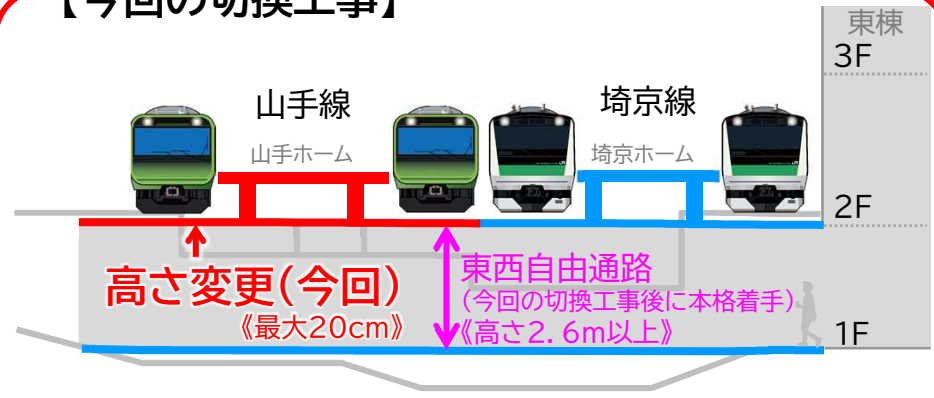 【今回の切換工事】
東棟
3F
山手線
埼京線
山手ホーム
埼京ホーム
2F
高さ変更(今回)
《最大20cm》
東西自由通路
(今回の切換工事後に本格着手)
《高さ2.6m以上》
1F